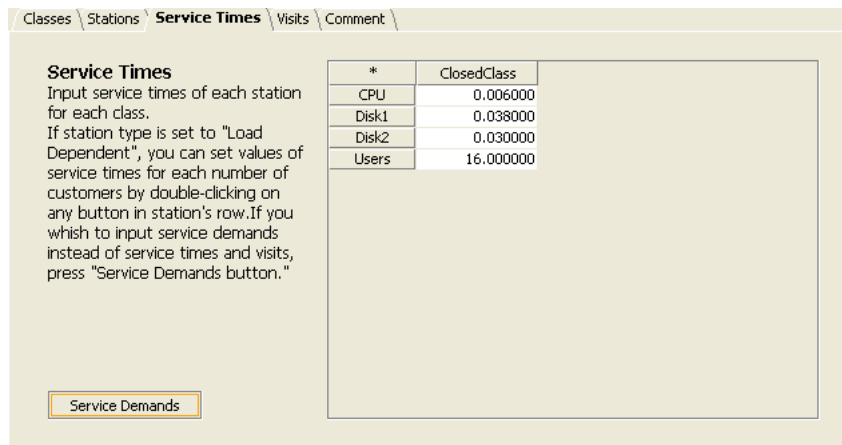 Classes \ Stations \ Service Times \ Visits \ Comment \
Service Times
Input service times of each station
for each class.
If station type is set to "Load
Dependent", you can set values of
service times for each number of
customers by double-clicking on
any button in station's row.If you
whish to input service demands
instead of service times and visits,
press "Service Demands button."
* ClosedClass
CPU 0.006000
Disk1 0.038000
Disk2 0.030000
Users 16.000000
Service Demands